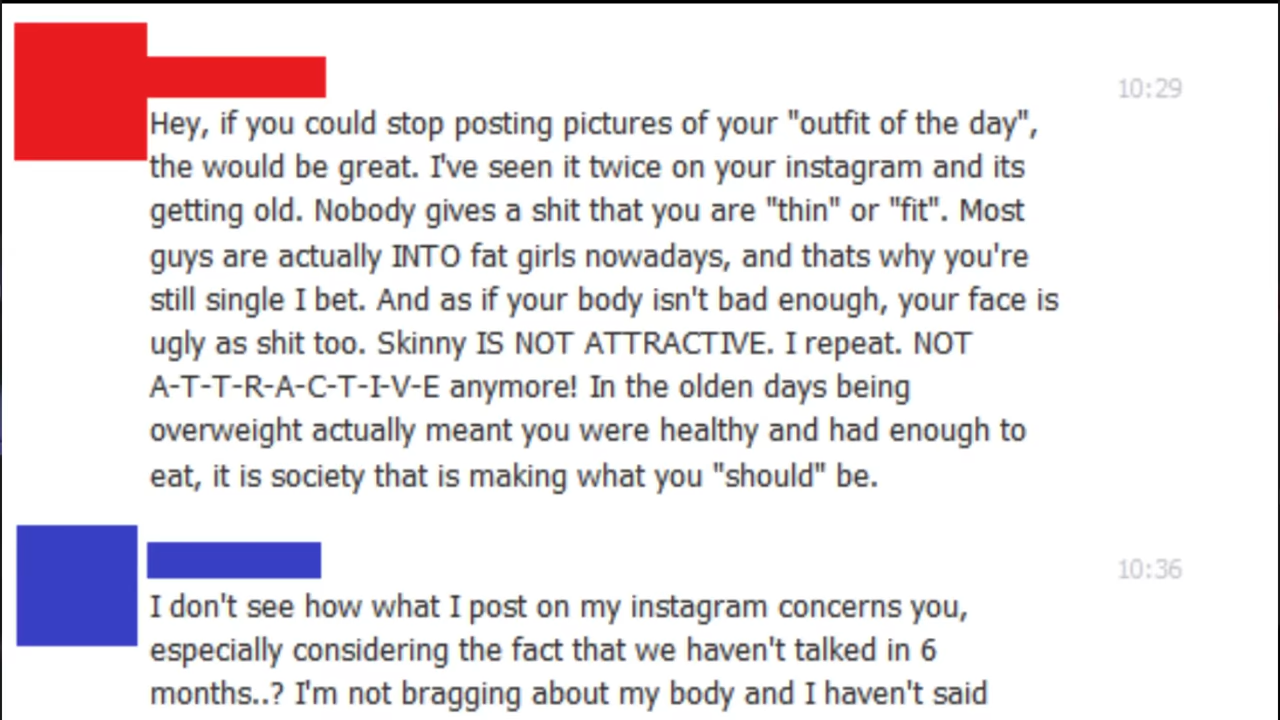 10:29
Hey, if you could stop posting pictures of your "outfit of the day",
the would be great. I've seen it twice on your instagram and its
getting old. Nobody gives a shit that you are "thin" or "fit". Most
guys are actually INTO fat girls nowadays, and thats why you're
still single I bet. And as if your body isn't bad enough, your face is
ugly as shit too. Skinny IS NOT ATTRACTIVE. I repeat. NOT
A-T-T-R-A-C-T-I-V-E anymore! In the olden days being
overweight actually meant you were healthy and had enough to
eat, it is society that is making what you "should" be.
10:36
I don't see how what I post on my instagram concerns you,
especially considering the fact that we haven't talked in 6
months..? I'm not bragging about my body and I haven't said